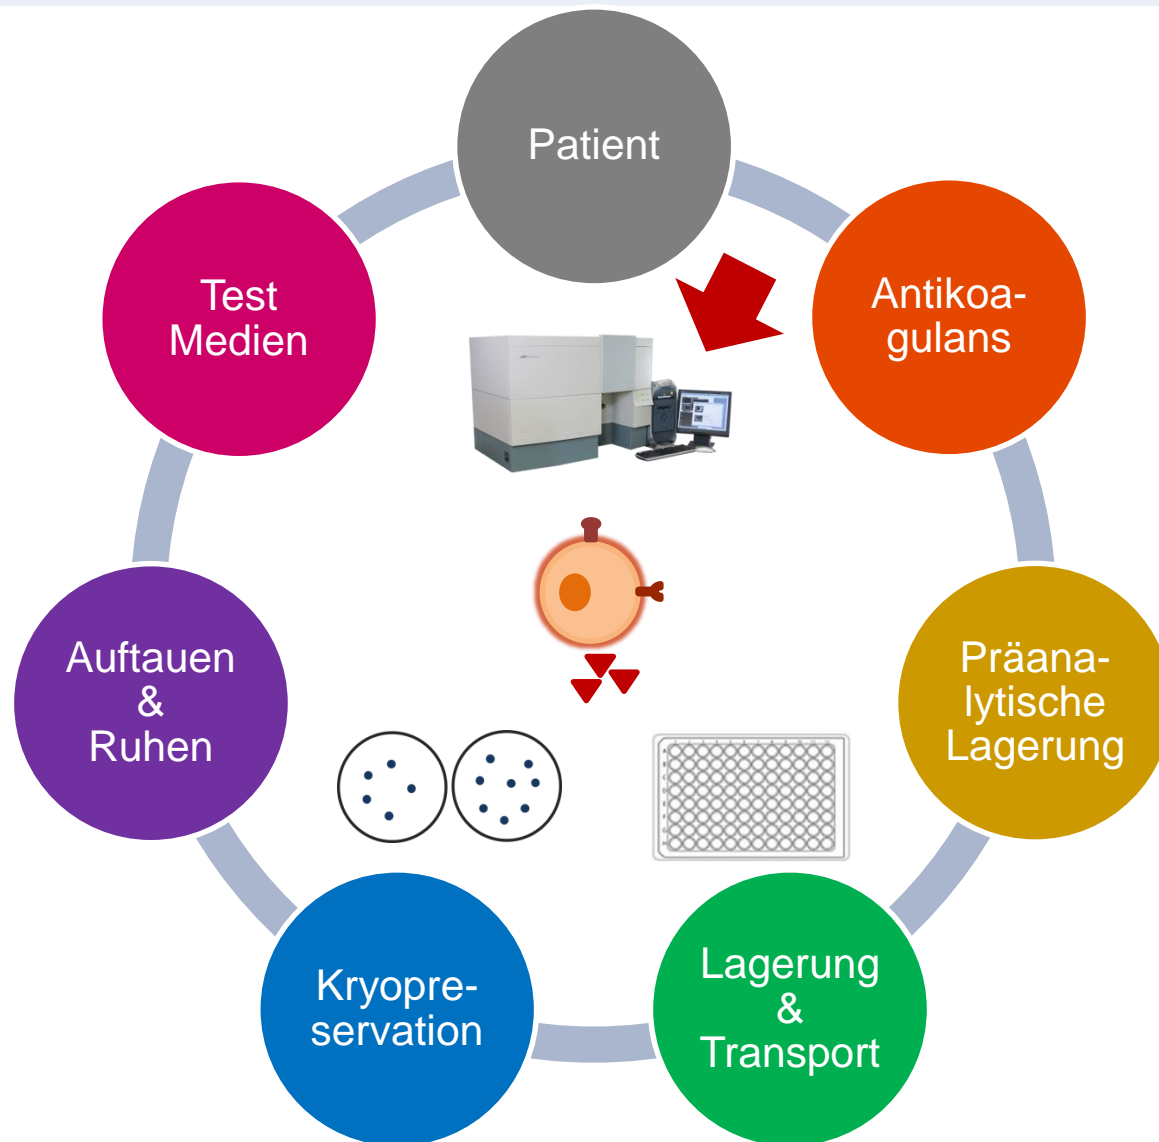 Patient
Antikoa-
gulans
Präana-
lytische
Lagerung
Lagerung
&
Transport
Kryopre-
servation
Auftauen
&
Ruhen
Test
Medien